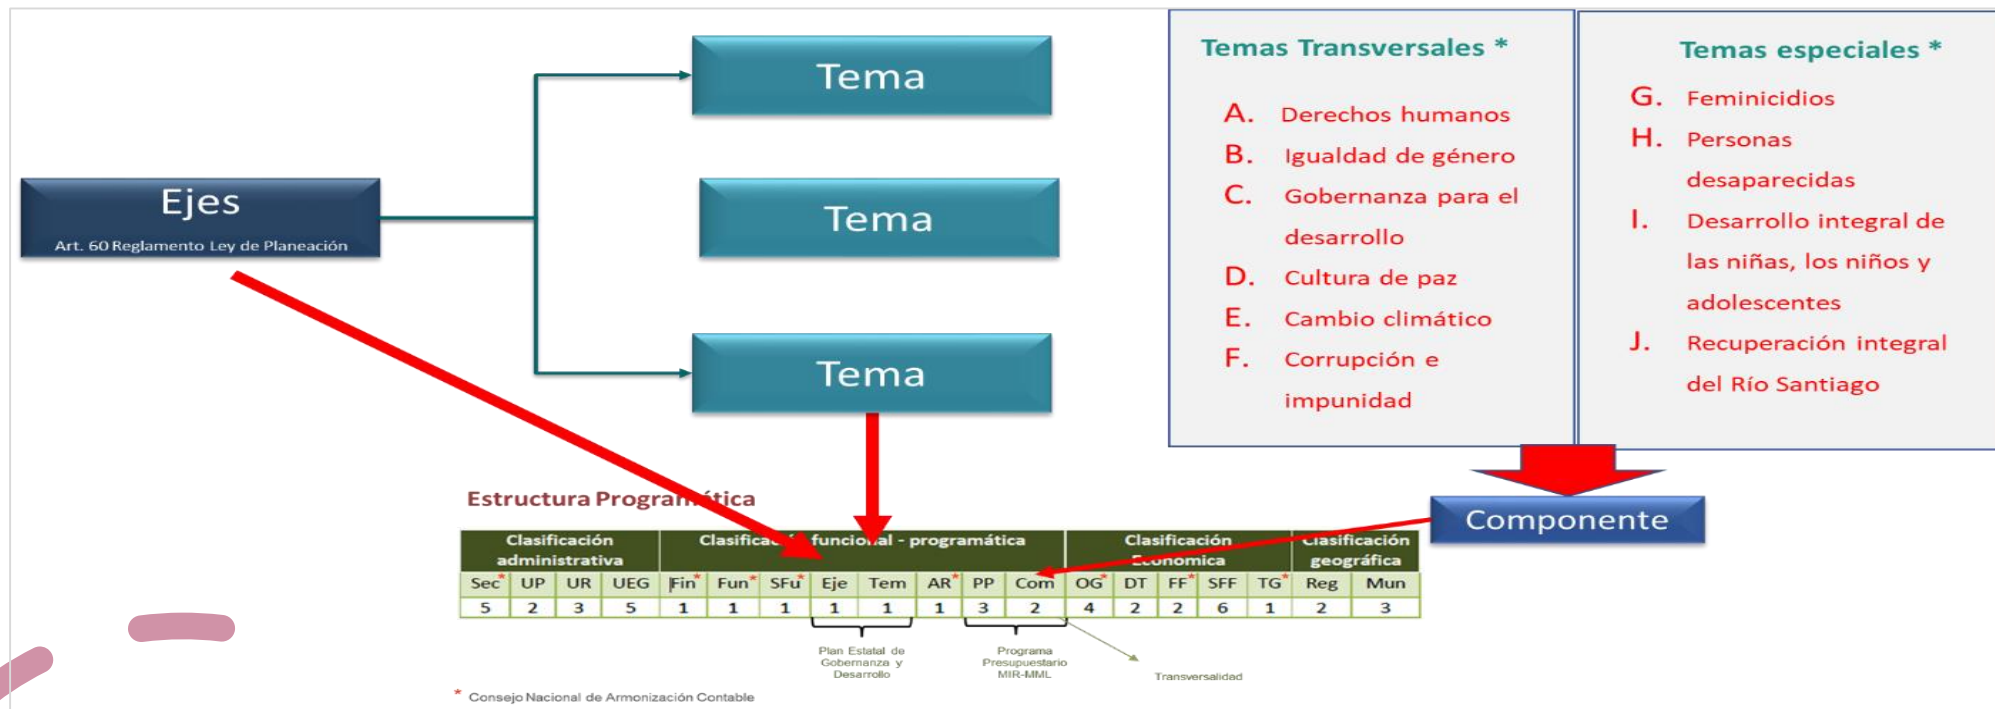 Tema
Tema
Tema
Ejes
Art. 60 Reglamento Ley de Planeación
Temas Transversales *
A. Derechos humanos
B. Igualdad de género
C. Gobernanza para el
desarrollo
D. Cultura de paz
E. Cambio climático
F. Corrupción e
impunidad
Temas especiales *
G. Feminicidios
H. Personas
desaparecidas
I. Desarrollo integral de
las niñas, los niños y
adolescentes
J. Recuperación integral
del Río Santiago
Componente
Estructura Programática
Clasificación
administrativa
Clasificación funcional - programática
Clasificación
Economica
Clasificación
geográfica
Sec* UP UR UEG Fin* Fun* SFu* Eje Tem AR* PP Com OG* DT FF* SFF TG* Reg Mun
5 2 3 5 1 1 1 1 1 1 3 2 4 2 2 6 1 2 3
Plan Estatal de
Gobernanza y
Desarrollo
Programa
Presupuestario
MIR-MML
Transversalidad
* Consejo Nacional de Armonización Contable